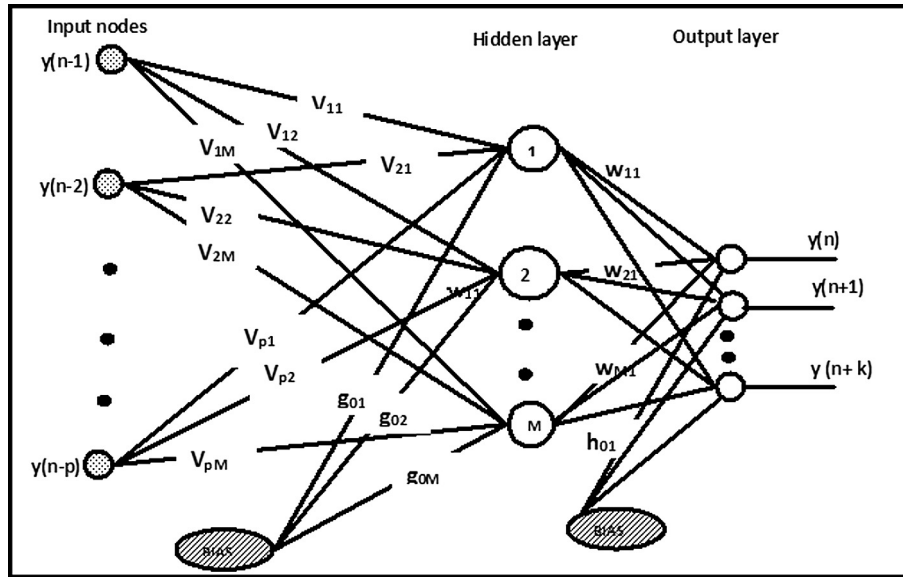 Input nodes
Hidden layer
Output layer
y(n-1)
V₁₁
V₁₂
V₁ₘ
1
w₁₁
y(n-2)
V₂₁
V₂₂
V₂ₘ
2
w₁₁
w₂₁
y(n)
y(n+1)
y (n+ k)
Vₚ₁
Vₚ₂
wₘ₁
g₀₁
g₀₂
M
y(n-p)
VₚM
g₀M
h₀₁
BIAS
BIAS